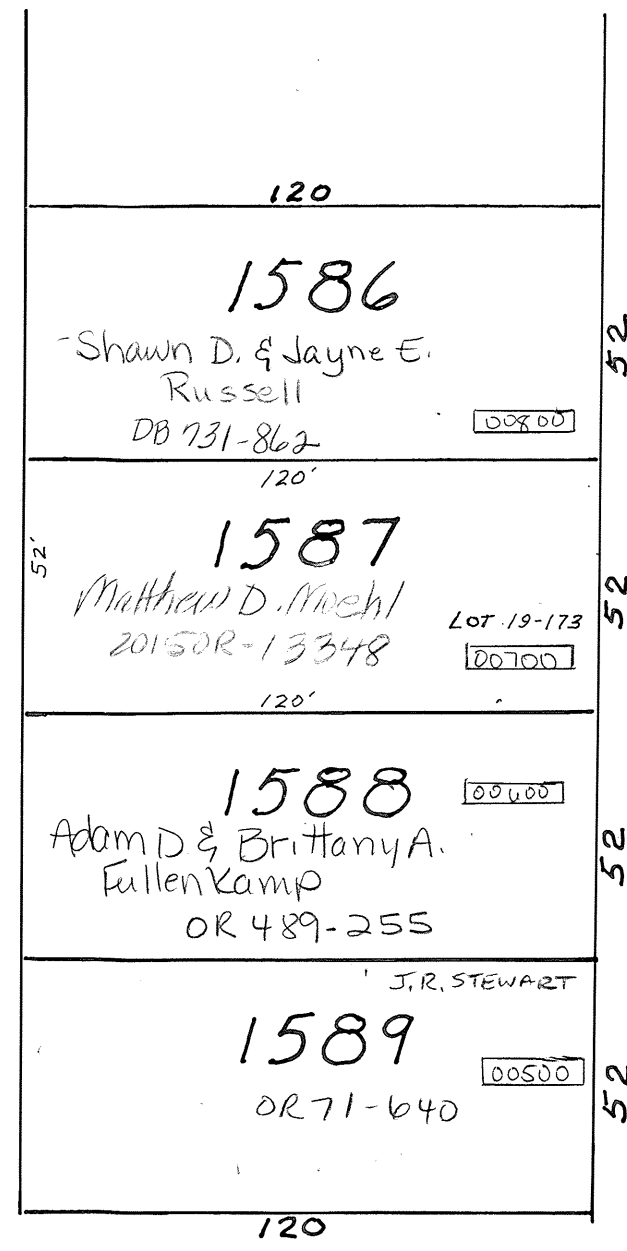 120
1586
52
Shawn D. & Jayne E.
Russell
DB 731-862
00800
120'
1587
52'
52
Matthew D. Moehl
LOT 19-173
2015OR-13348
00700
120'
1588
00600
Adam D & Brittany A.
52
Fullenkamp
OR 489-255
J.R. STEWART
1589
00500
52
OR 71-640
120